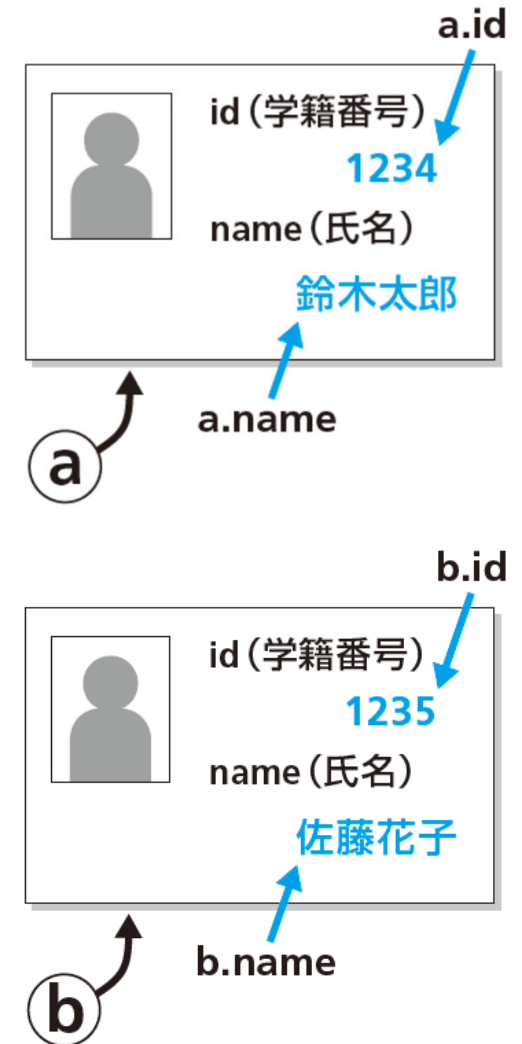 a.id
id（学籍番号）
1234
name（氏名）
鈴木太郎
a.name
a
b.id
id（学籍番号）
1235
name（氏名）
佐藤花子
b.name
b